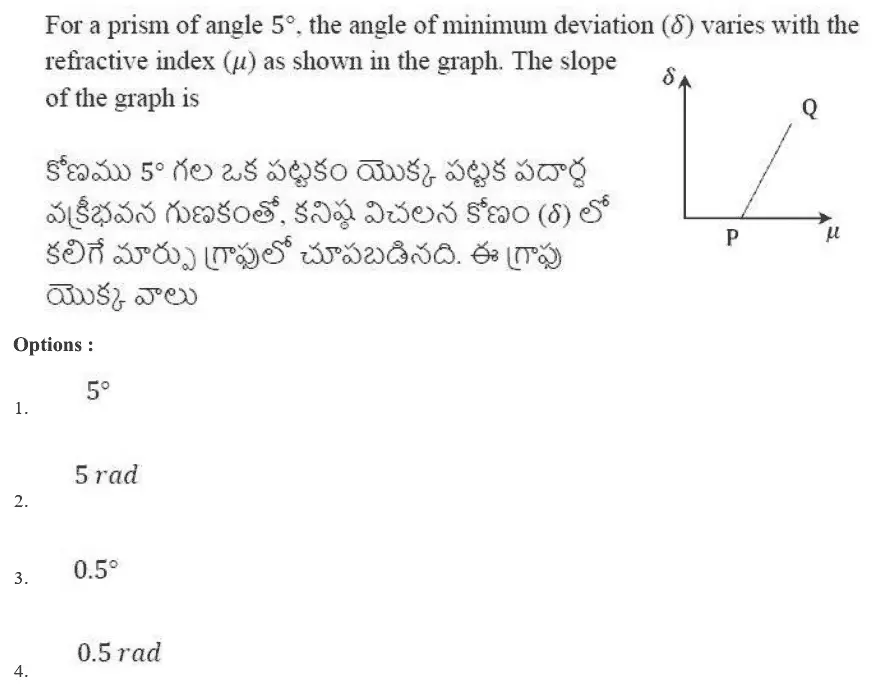 For a prism of angle 5°, the angle of minimum deviation (δ) varies with the
refractive index (μ) as shown in the graph. The slope
of the graph is
δ
Q
P
μ
కోణము 5° గల ఒక పట్టకం యొక్క పట్టక పదార్థ
వక్రీభవన గుణకంతో, కనిష్ఠ విచలన కోణం (δ) లో
కలిగే మార్పు గ్రాఫులో చూపబడినది. ఈ గ్రాఫు
యొక్క వాలు
Options :
1. 5°
2. 5 rad
3. 0.5°
4. 0.5 rad